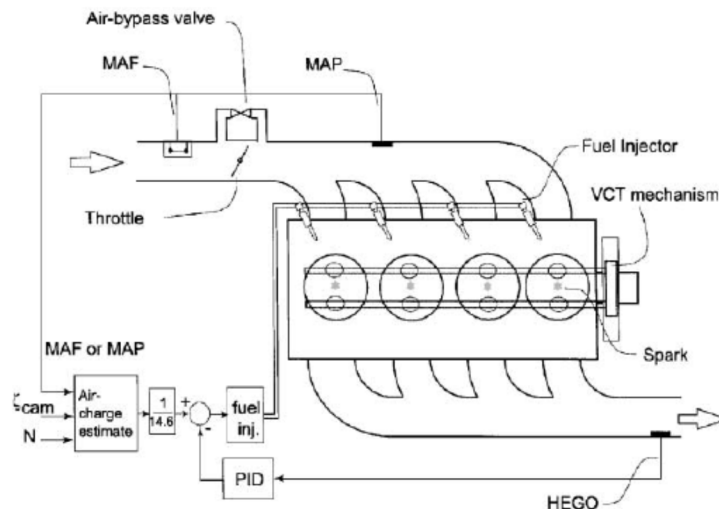 Air-bypass valve
MAF
MAP
Fuel Injector
VCT mechanism
Throttle
Spark
MAF or MAP
ζcam
N
Air-
charge
estimate
1
14.6
+
-
fuel
inj.
PID
HEGO